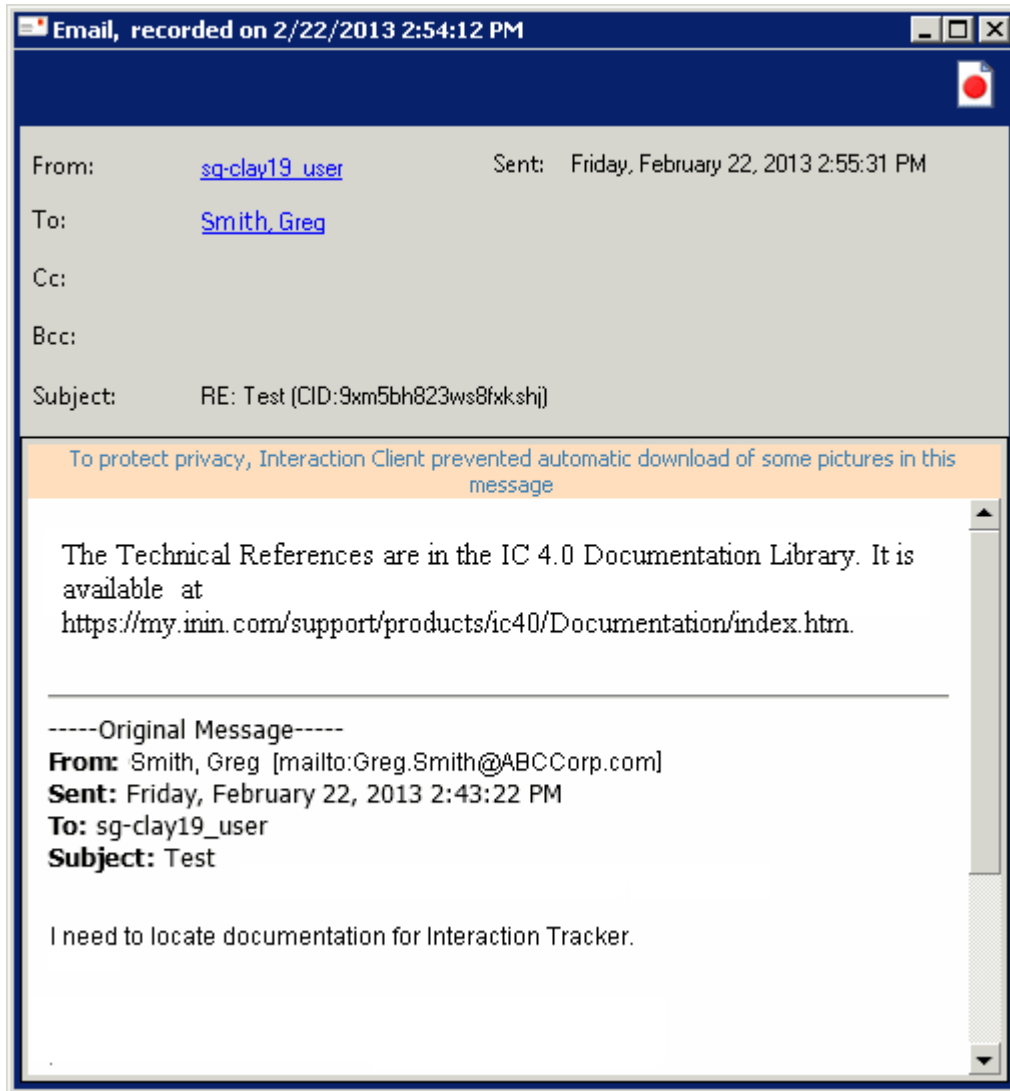 Email, recorded on 2/22/2013 2:54:12 PM
From: sg-clay19_user Sent: Friday, February 22, 2013 2:55:31 PM
To: Smith, Greg
Cc:
Bcc:
Subject: RE: Test (CID:9xm5bh823ws8fxkshj)
To protect privacy, Interaction Client prevented automatic download of some pictures in this
message
The Technical References are in the IC 4.0 Documentation Library. It is
available at
https://my.inin.com/support/products/ic40/Documentation/index.htm.
-----Original Message-----
From: Smith, Greg [mailto:Greg.Smith@ABCCorp.com]
Sent: Friday, February 22, 2013 2:43:22 PM
To: sg-clay19_user
Subject: Test
I need to locate documentation for Interaction Tracker.
.